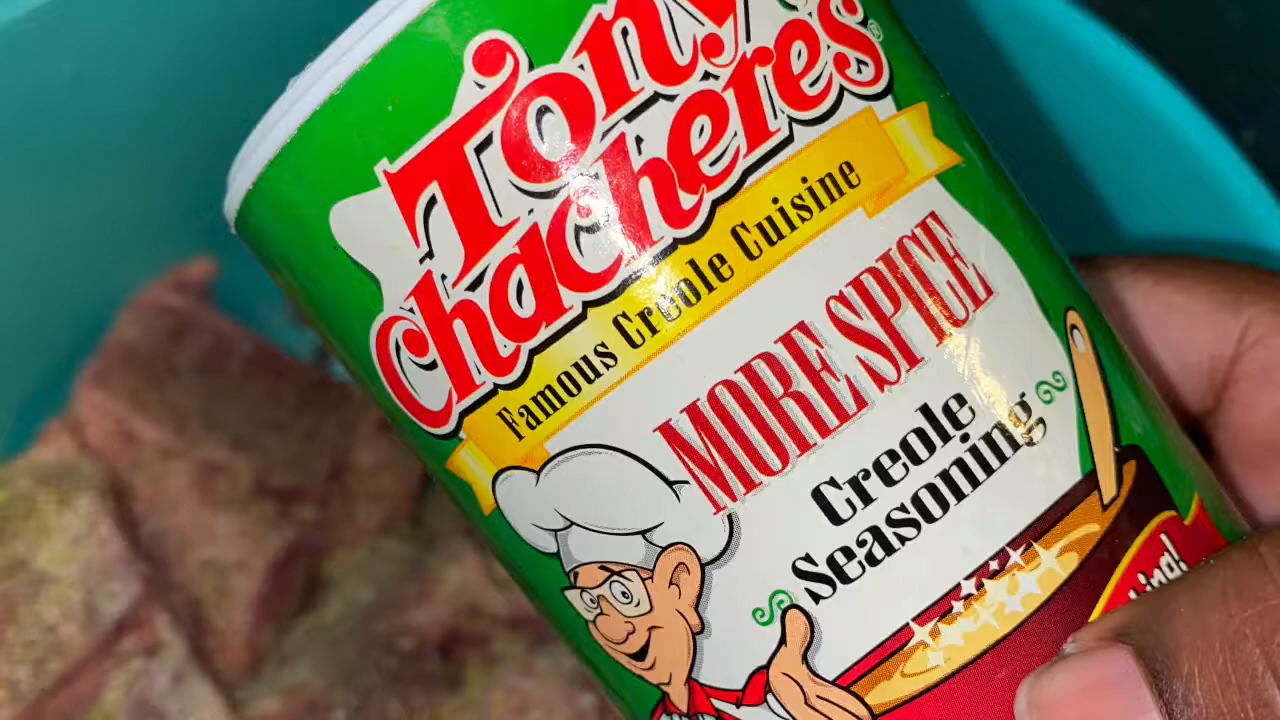 Tony
Chachere's®
Famous Creole Cuisine
MORE SPICE
Creole
Seasoning